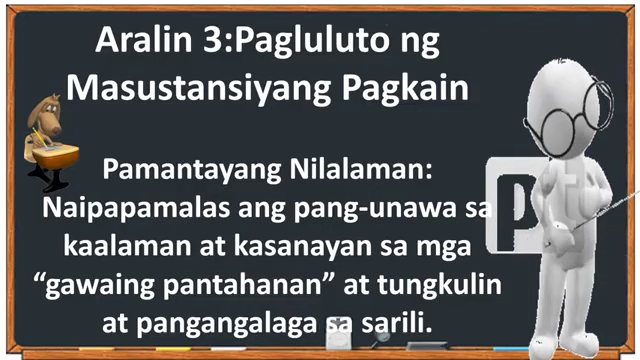 Aralin 3:Pagluluto ng
Masustansiyang Pagkain
Pamantayang Nilalaman:
Naipapamalas ang pang-unawa sa
kaalaman at kasanayan sa mga
“gawaing pantahanan” at tungkulin
at pangangalaga sa sarili.